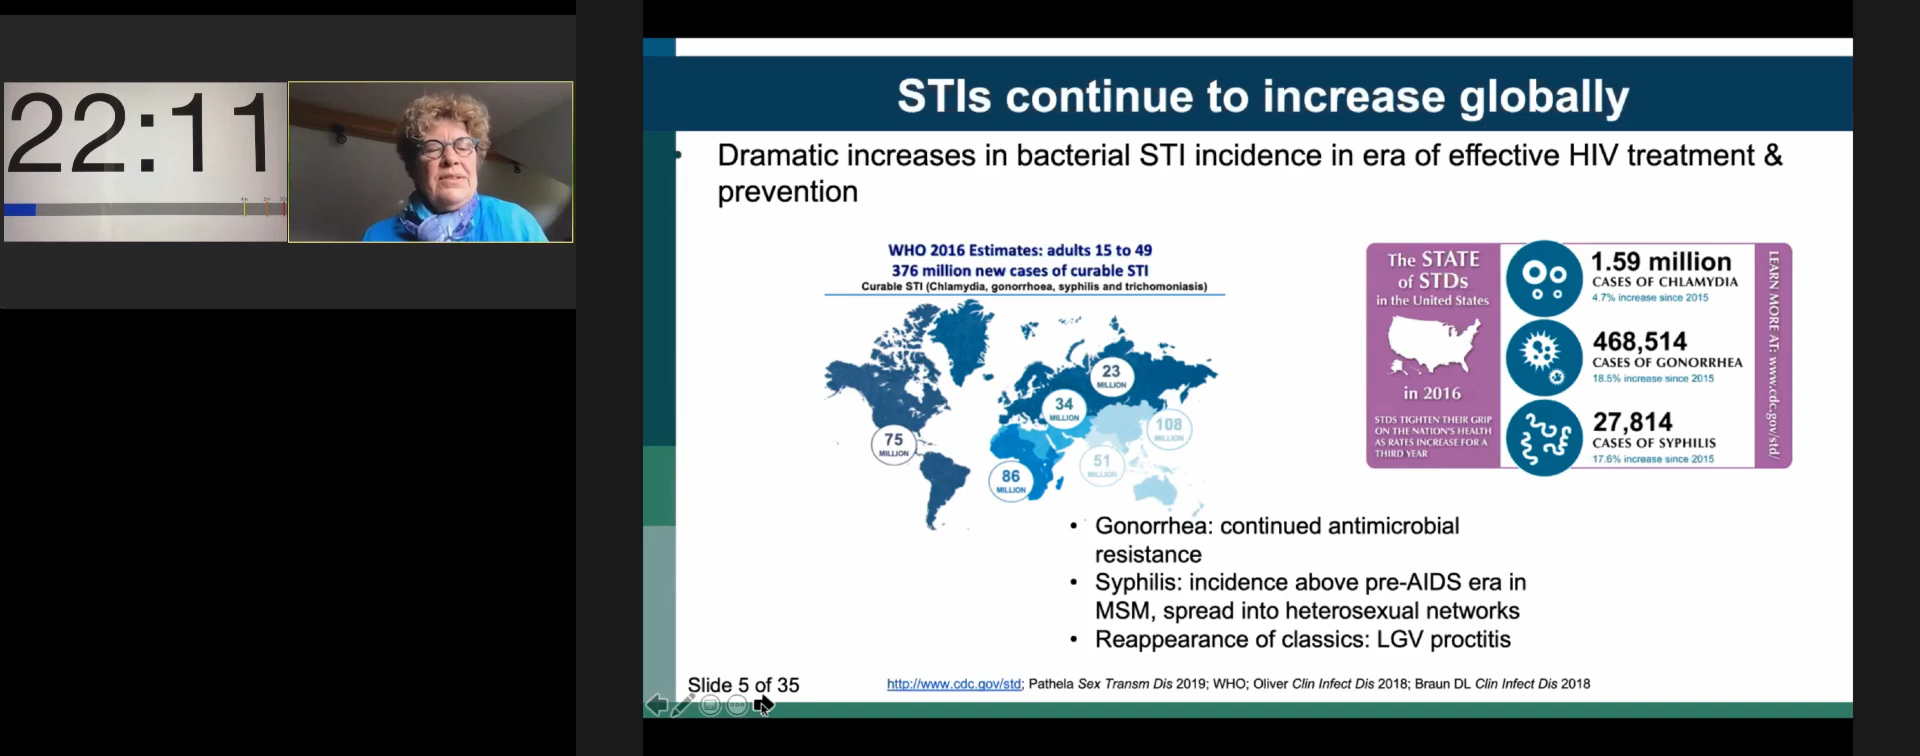 22:11
STIs continue to increase globally
• Dramatic increases in bacterial STI incidence in era of effective HIV treatment &
prevention
WHO 2016 Estimates: adults 15 to 49
376 million new cases of curable STI
Curable STI (Chlamydia, gonorrhoea, syphilis and trichomoniasis)
23
MILLION
34
MILLION
108
MILLION
75
MILLION
51
MILLION
86
MILLION
The STATE
of STDs
in the United States
in 2016
STDS TIGHTEN THEIR GRIP
ON THE NATION'S HEALTH
AS RATES INCREASE FOR A
THIRD YEAR
1.59 million
CASES OF CHLAMYDIA
4.7% increase since 2015
468,514
CASES OF GONORRHEA
18.5% increase since 2015
27,814
CASES OF SYPHILIS
17.6% increase since 2015
LEARN MORE AT: www.cdc.gov/std/
• Gonorrhea: continued antimicrobial
resistance
• Syphilis: incidence above pre-AIDS era in
MSM, spread into heterosexual networks
• Reappearance of classics: LGV proctitis
Slide 5 of 35
http://www.cdc.gov/std; Pathela Sex Transm Dis 2019; WHO; Oliver Clin Infect Dis 2018; Braun DL Clin Infect Dis 2018